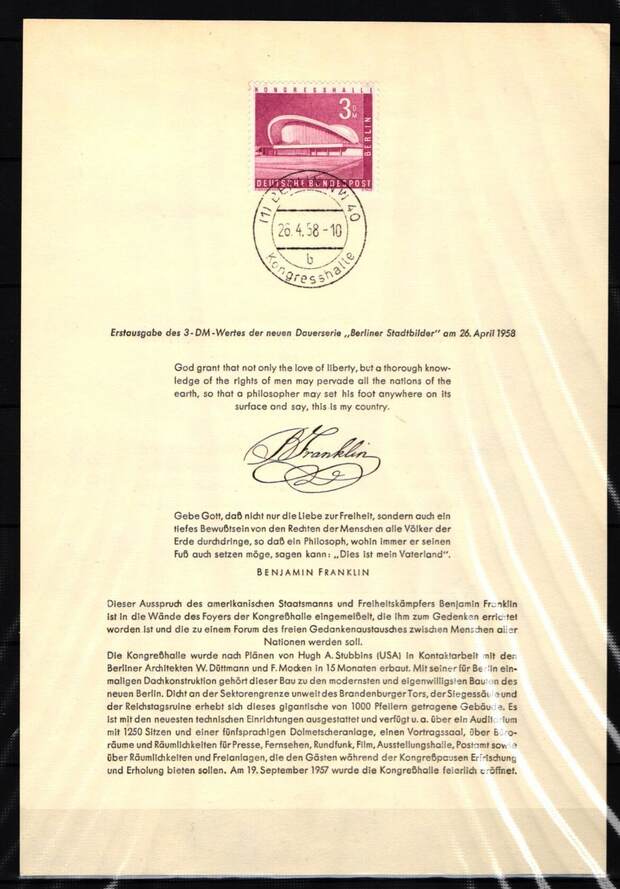 KONGRESSHALLE
3 DM
BERLIN
DEUTSCHE BUNDESPOST
(1) BERLIN NW 40
26.4.58-10
b
Kongresshalle
Erstausgabe des 3-DM-Wertes der neuen Dauerserie „Berliner Stadtbilder" am 26. April 1958
God grant that not only the love of liberty, but a thorough know-
ledge of the rights of men may pervade all the nations of the
earth, so that a philosopher may set his foot anywhere on its
surface and say, this is my country.
B Franklin
Gebe Gott, daß nicht nur die Liebe zur Freiheit, sondern auch ein
tiefes Bewußtsein von den Rechten der Menschen alle Völker der
Erde durchdringe, so daß ein Philosoph, wohin immer er seinen
Fuß auch setzen möge, sagen kann: „Dies ist mein Vaterland".
BENJAMIN FRANKLIN
Dieser Ausspruch des amerikanischen Staatsmanns und Freiheitskämpfers Benjamin Franklin
ist in die Wände des Foyers der Kongreßhalle eingemeißelt, die ihm zum Gedenken errichtet
worden ist und die zu einem Forum des freien Gedankenaustausches zwischen Menschen aller
Nationen werden soll.
Die Kongreßhalle wurde nach Plänen von Hugh A. Stubbins (USA) in Kontaktarbeit mit den
Berliner Architekten W. Düttmann und F. Mocken in 15 Monaten erbaut. Mit seiner für Berlin ein-
maligen Dachkonstruktion gehört dieser Bau zu den modernsten und eigenwilligsten Bauten des
neuen Berlin. Dicht an der Sektorengrenze unweit des Brandenburger Tors, der Siegessäule und
der Reichstagsruine erhebt sich dieses gigantische von 1000 Pfeilern getragene Gebäude. Es
ist mit den neuesten technischen Einrichtungen ausgestattet und verfügt u. a. über ein Auditorium
mit 1250 Sitzen und einer fünfsprachigen Dolmetscheranlage, einen Vortragssaal, über Büro-
räume und Räumlichkeiten für Presse, Fernsehen, Rundfunk, Film, Ausstellungshalle, Postamt sowie
über Räumlichkeiten und Freianlagen, die den Gästen während der Kongreßpausen Erfrischung
und Erholung bieten sollen. Am 19. September 1957 wurde die Kongreßhalle feierlich eröffnet.